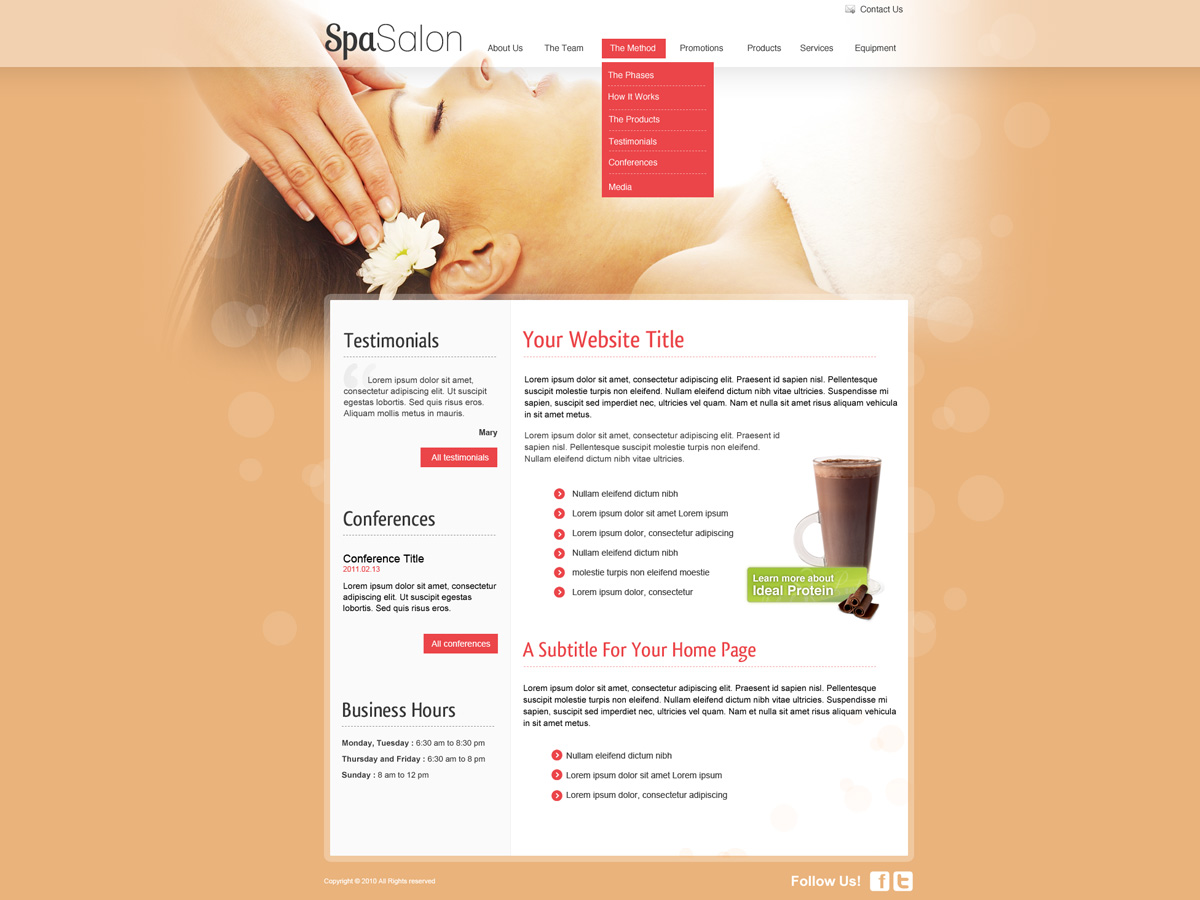 Contact Us
SpaSalon
About Us The Team The Method Promotions Products Services Equipment
The Phases
How It Works
The Products
Testimonials
Conferences
Media
Testimonials
Lorem ipsum dolor sit amet,
consectetur adipiscing elit. Ut suscipit
egestas lobortis. Sed quis risus eros.
Aliquam mollis metus in mauris.
Mary
All testimonials
Conferences
Conference Title
2011.02.13
Lorem ipsum dolor sit amet, consectetur
adipiscing elit. Ut suscipit egestas
lobortis. Sed quis risus eros.
All conferences
Business Hours
Monday, Tuesday : 6:30 am to 8:30 pm
Thursday and Friday : 6:30 am to 8 pm
Sunday : 8 am to 12 pm
Your Website Title
Lorem ipsum dolor sit amet, consectetur adipiscing elit. Praesent id sapien nisl. Pellentesque
suscipit molestie turpis non eleifend. Nullam eleifend dictum nibh vitae ultricies. Suspendisse mi
sapien, suscipit sed imperdiet nec, ultricies vel quam. Nam et nulla sit amet risus aliquam vehicula
in sit amet metus.
Lorem ipsum dolor sit amet, consectetur adipiscing elit. Praesent id
sapien nisl. Pellentesque suscipit molestie turpis non eleifend.
Nullam eleifend dictum nibh vitae ultricies.
Nullam eleifend dictum nibh
Lorem ipsum dolor sit amet Lorem ipsum
Lorem ipsum dolor, consectetur adipiscing
Nullam eleifend dictum nibh
molestie turpis non eleifend moestie
Lorem ipsum dolor, consectetur
Learn more about
Ideal Protein
A Subtitle For Your Home Page
Lorem ipsum dolor sit amet, consectetur adipiscing elit. Praesent id sapien nisl. Pellentesque
suscipit molestie turpis non eleifend. Nullam eleifend dictum nibh vitae ultricies. Suspendisse mi
sapien, suscipit sed imperdiet nec, ultricies vel quam. Nam et nulla sit amet risus aliquam vehicula
in sit amet metus.
Nullam eleifend dictum nibh
Lorem ipsum dolor sit amet Lorem ipsum
Lorem ipsum dolor, consectetur adipiscing
Copyright © 2010 All Rights reserved
Follow Us!